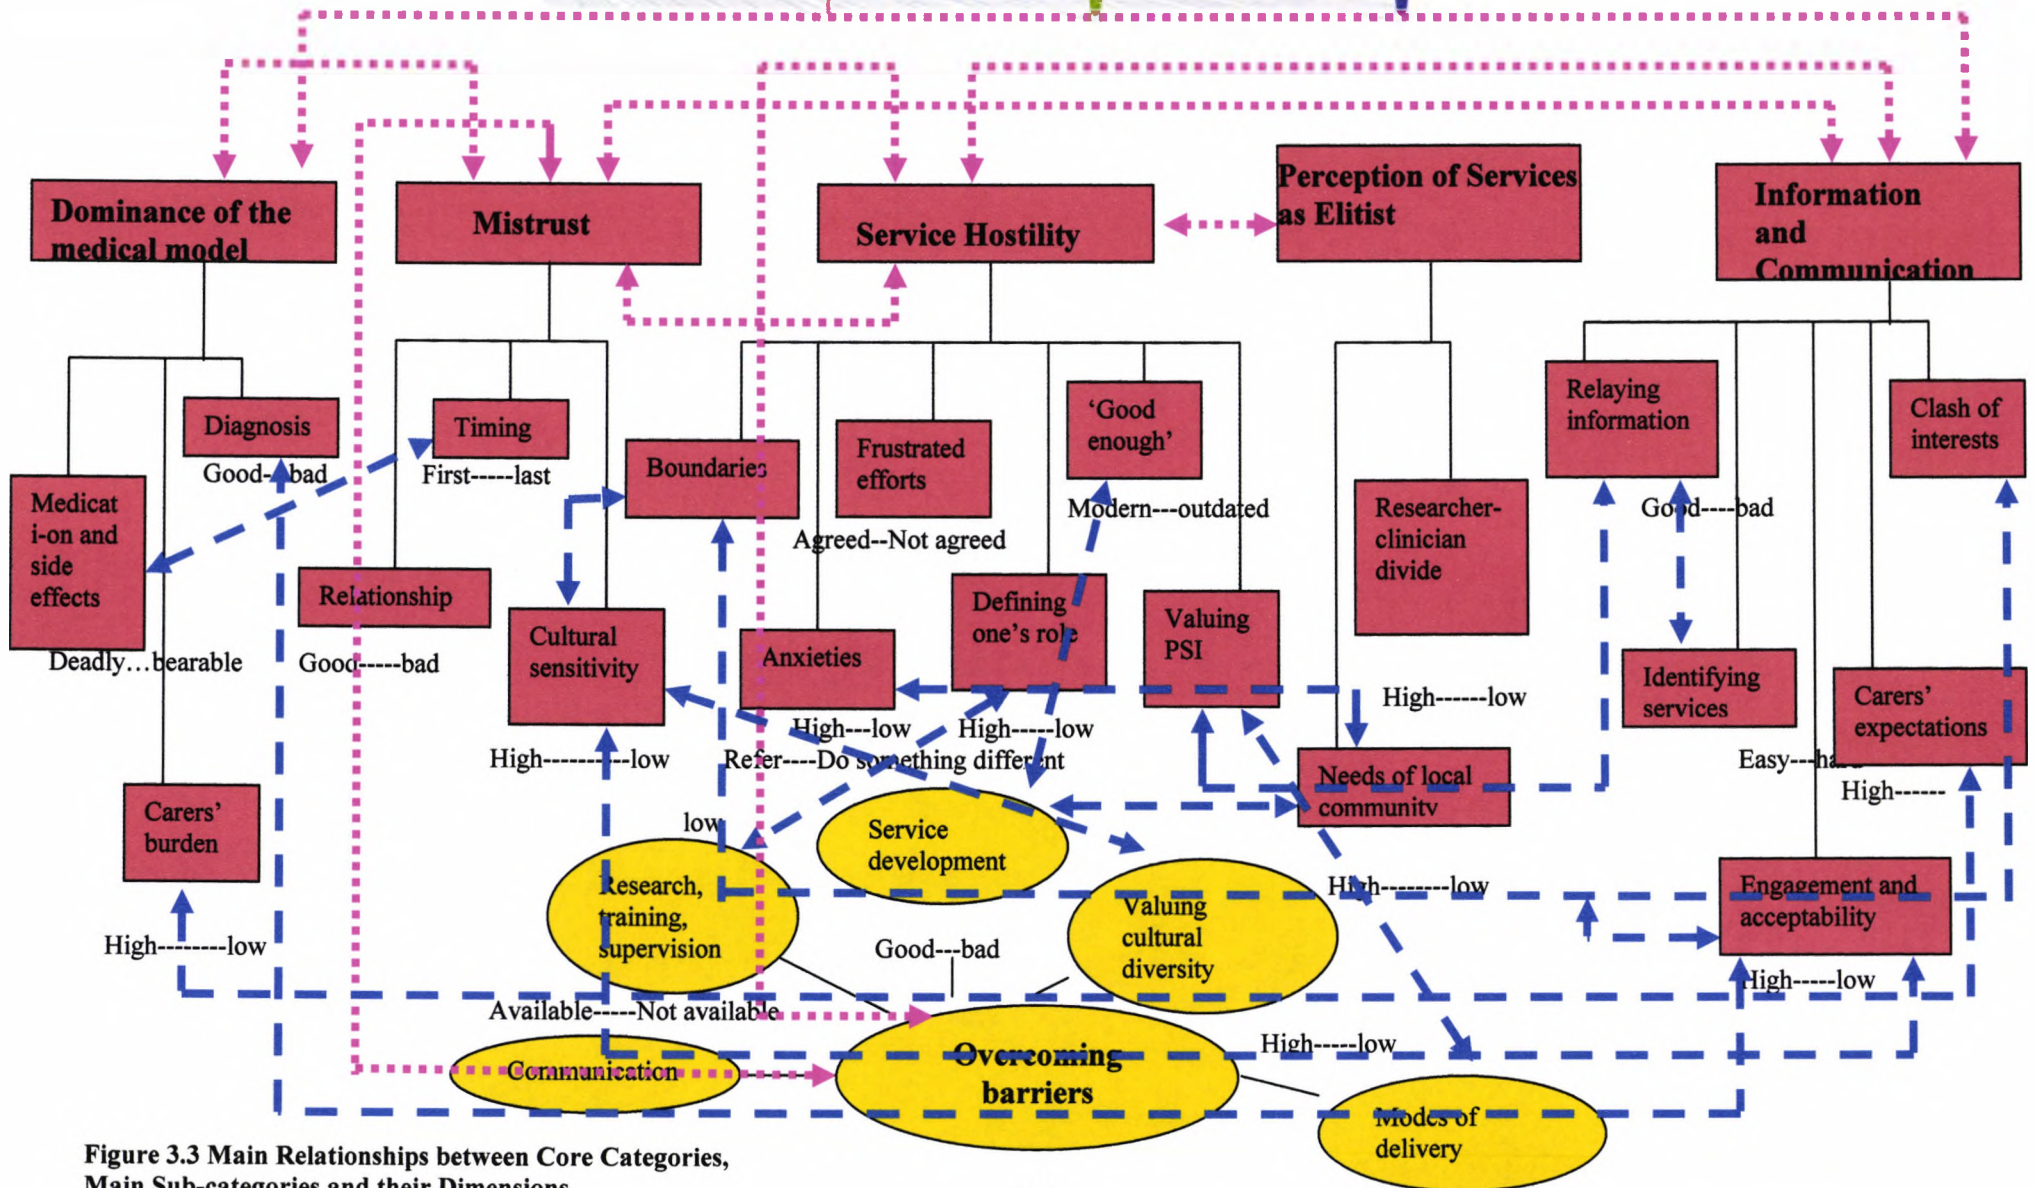 Dominance of the
medical model
Mistrust
Service Hostility
Perception of Services
as Elitist
Information
and
Communication
Diagnosis
Good--bad
Medicat
i-on and
side
effects
Deadly…bearable
Carers’
burden
High---------low
Timing
First-----last
Relationship
Good-----bad
Cultural
sensitivity
High----------low
Boundaries
Frustrated
efforts
Agreed--Not agreed
‘Good
enough’
Modern---outdated
Anxieties
High---low
Defining
one’s role
High-----low
Refer----Do something different
Valuing
PSI
low
Researcher-
clinician
divide
High------low
Needs of local
community
High--------low
Relaying
information
Good----bad
Clash of
interests
Identifying
services
Easy---hard
Carers’
expectations
High------
Engagement and
acceptability
High-----low
Service
development
Research,
training,
supervision
Valuing
cultural
diversity
Good---bad
Available-----Not available
Communication
Overcoming
barriers
High-----low
Modes of
delivery
Figure 3.3 Main Relationships between Core Categories,
Main Sub-categories and their Dimensions